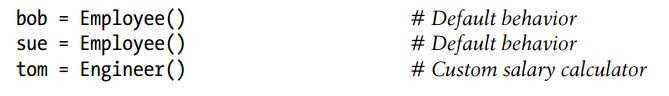 bob = Employee() # Default behavior
sue = Employee() # Default behavior
tom = Engineer() # Custom salary calculator